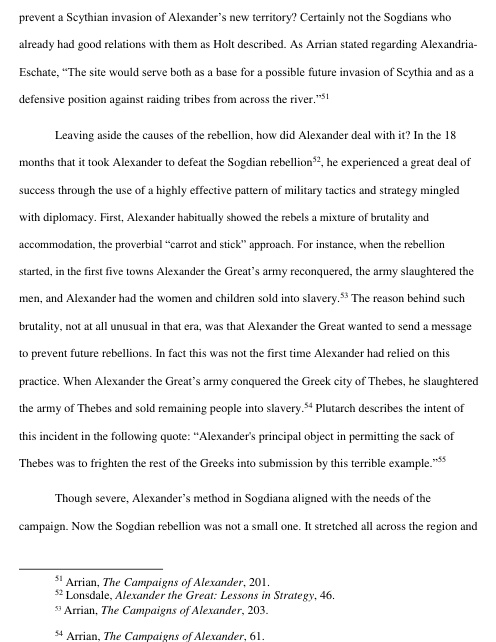 prevent a Scythian invasion of Alexander's new territory? Certainly not the Sogdians who
already had good relations with them as Holt described. As Arrian stated regarding Alexandria-
Eschate, “The site would serve both as a base for a possible future invasion of Scythia and as a
defensive position against raiding tribes from across the river.”51
Leaving aside the causes of the rebellion, how did Alexander deal with it? In the 18
months that it took Alexander to defeat the Sogdian rebellion52, he experienced a great deal of
success through the use of a highly effective pattern of military tactics and strategy mingled
with diplomacy. First, Alexander habitually showed the rebels a mixture of brutality and
accommodation, the proverbial “carrot and stick” approach. For instance, when the rebellion
started, in the first five towns Alexander the Great’s army reconquered, the army slaughtered the
men, and Alexander had the women and children sold into slavery.53 The reason behind such
brutality, not at all unusual in that era, was that Alexander the Great wanted to send a message
to prevent future rebellions. In fact this was not the first time Alexander had relied on this
practice. When Alexander the Great’s army conquered the Greek city of Thebes, he slaughtered
the army of Thebes and sold remaining people into slavery.54 Plutarch describes the intent of
this incident in the following quote: “Alexander's principal object in permitting the sack of
Thebes was to frighten the rest of the Greeks into submission by this terrible example.”55
Though severe, Alexander’s method in Sogdiana aligned with the needs of the
campaign. Now the Sogdian rebellion was not a small one. It stretched all across the region and
51 Arrian, The Campaigns of Alexander, 201.
52 Lonsdale, Alexander the Great: Lessons in Strategy, 46.
53 Arrian, The Campaigns of Alexander, 203.
54 Arrian, The Campaigns of Alexander, 61.